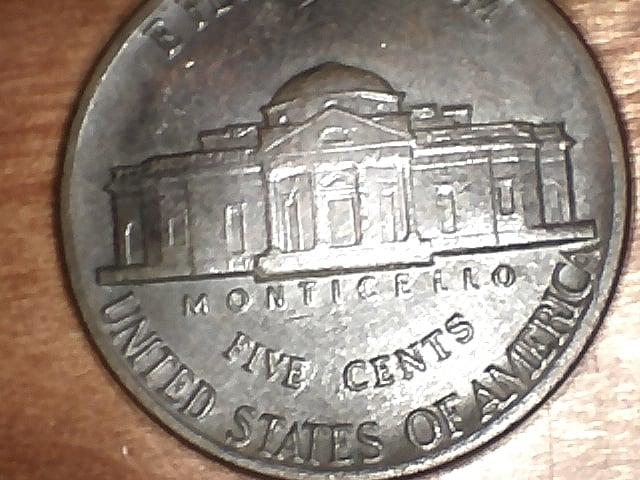 MONTICELLO
FIVE CENTS
UNITED STATES OF AMERICA